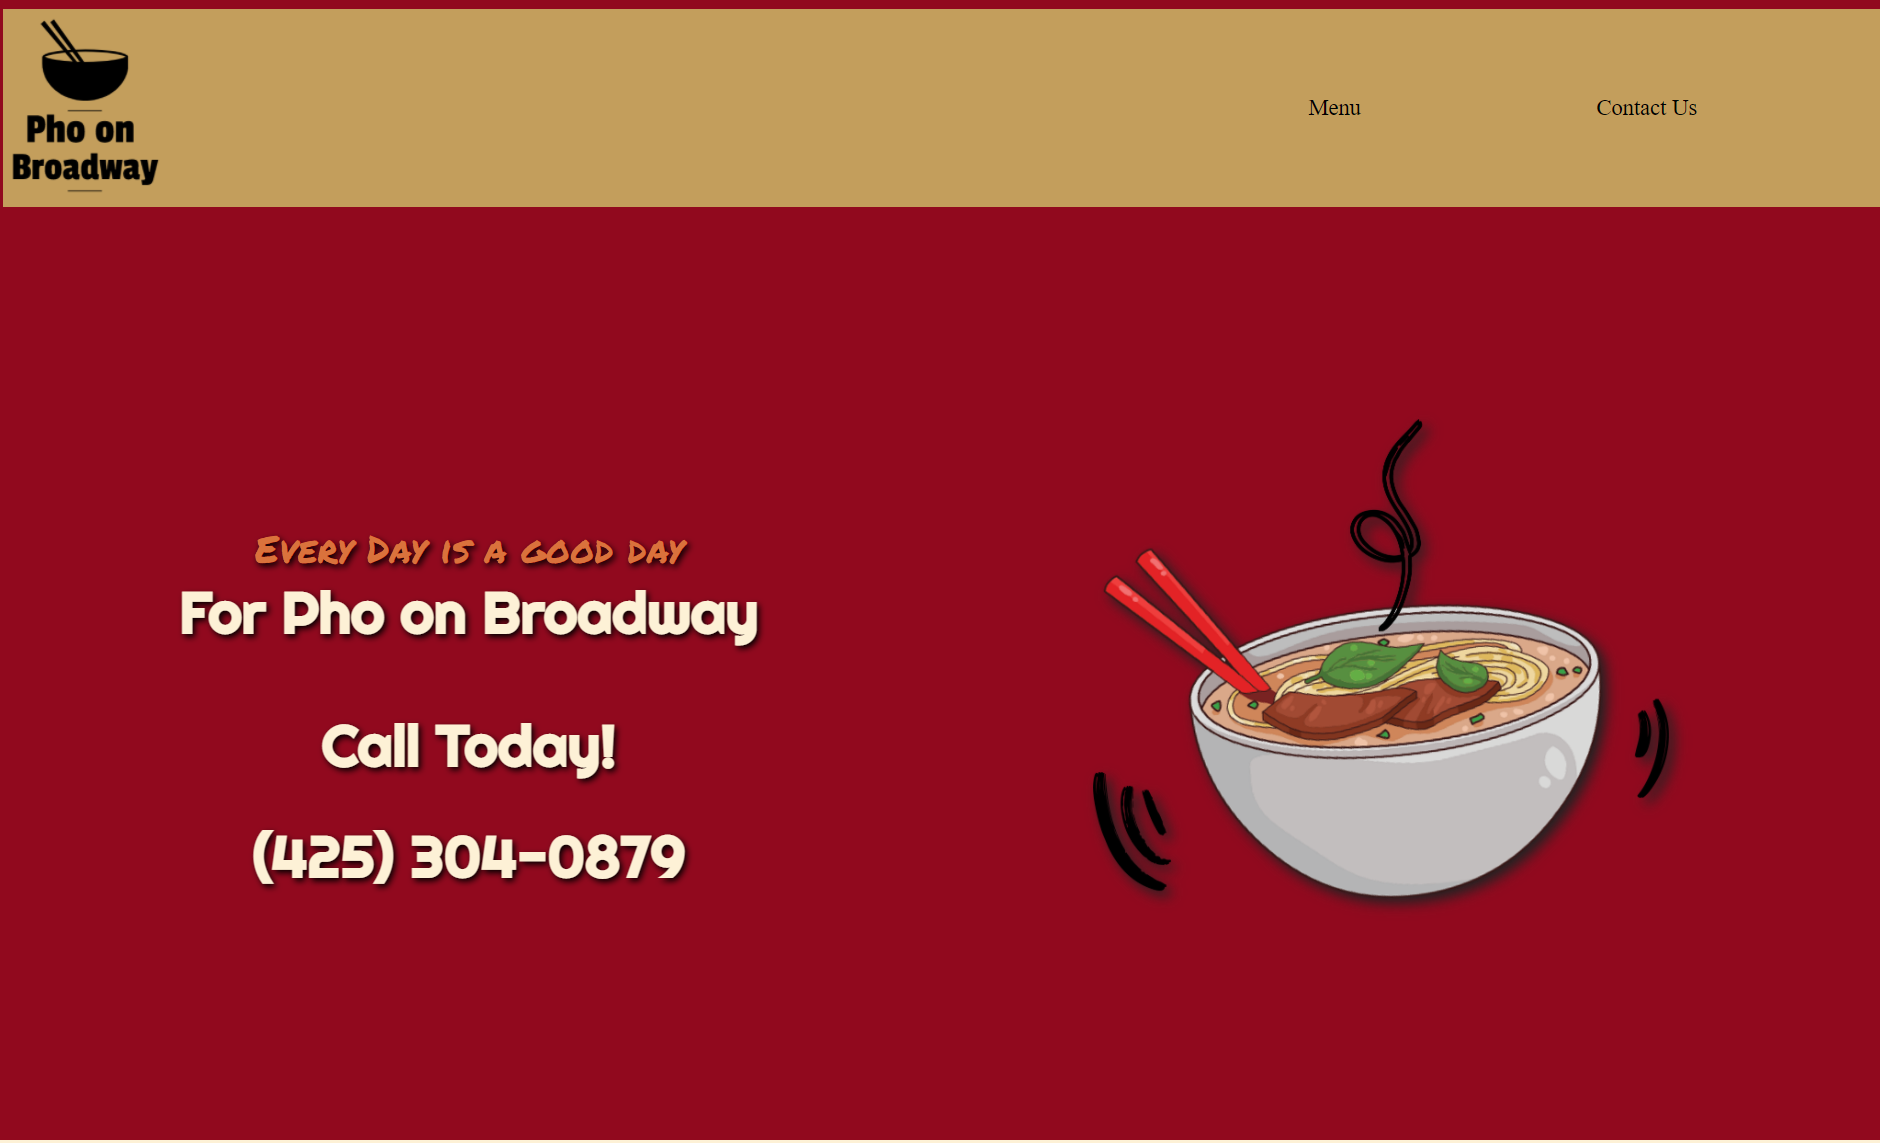 Pho on
Broadway
Menu
Contact Us
Every Day is a good day
For Pho on Broadway
Call Today!
(425) 304-0879